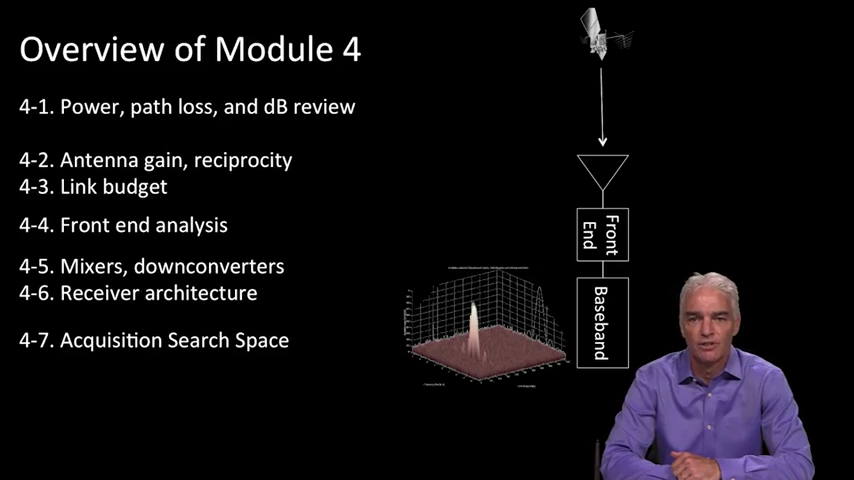 Overview of Module 4
4-1. Power, path loss, and dB review
4-2. Antenna gain, reciprocity
4-3. Link budget
4-4. Front end analysis
4-5. Mixers, downconverters
4-6. Receiver architecture
4-7. Acquisition Search Space
Front
End
Baseband